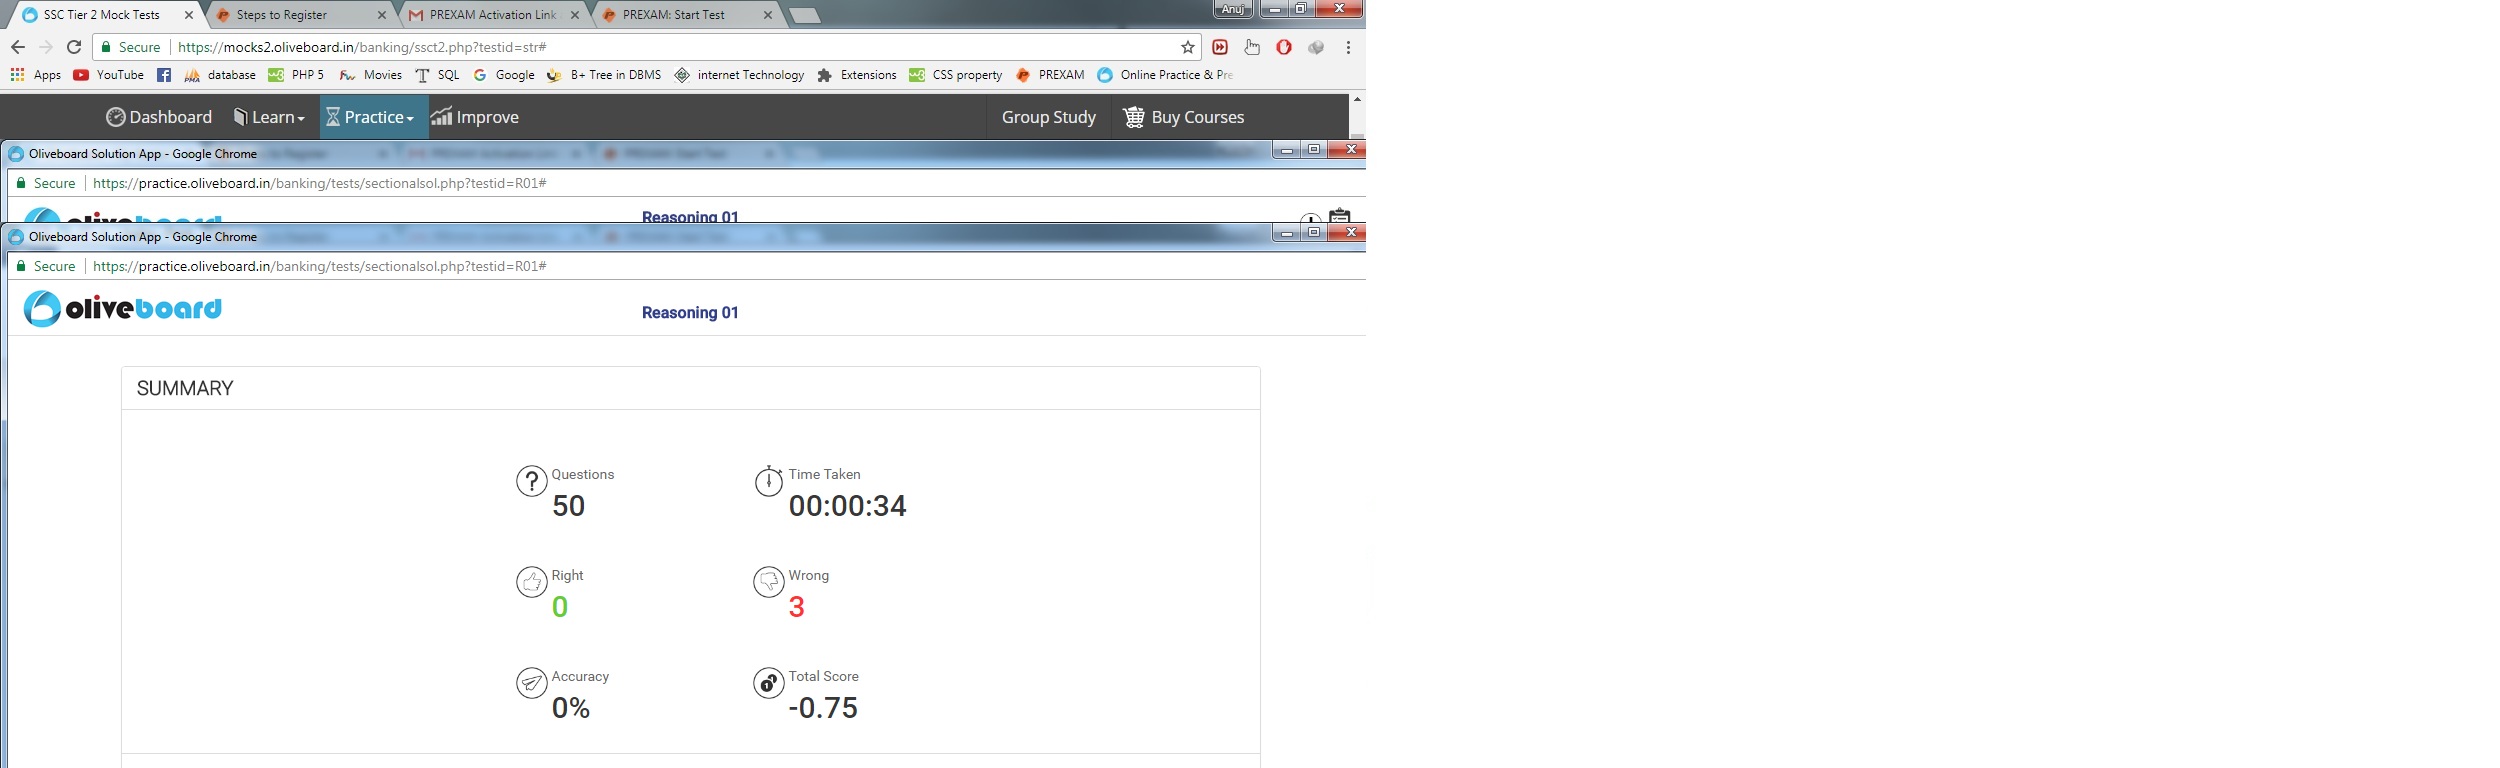 SSC Tier 2 Mock Tests Steps to Register PREXAM Activation Link PREXAM: Start Test Anuj
Secure https://mocks2.oliveboard.in/banking/ssct2.php?testid=str#
Apps YouTube database PHP 5 Movies SQL Google B+ Tree in DBMS internet Technology Extensions CSS property PREXAM Online Practice & Pre
Dashboard Learn Practice Improve Group Study Buy Courses
Oliveboard Solution App - Google Chrome
Secure https://practice.oliveboard.in/banking/tests/sectionalsol.php?testid=R01#
oliveboard Reasoning 01
Oliveboard Solution App - Google Chrome
Secure https://practice.oliveboard.in/banking/tests/sectionalsol.php?testid=R01#
oliveboard Reasoning 01
SUMMARY
Questions Time Taken
50 00:00:34
Right Wrong
0 3
Accuracy Total Score
0% -0.75